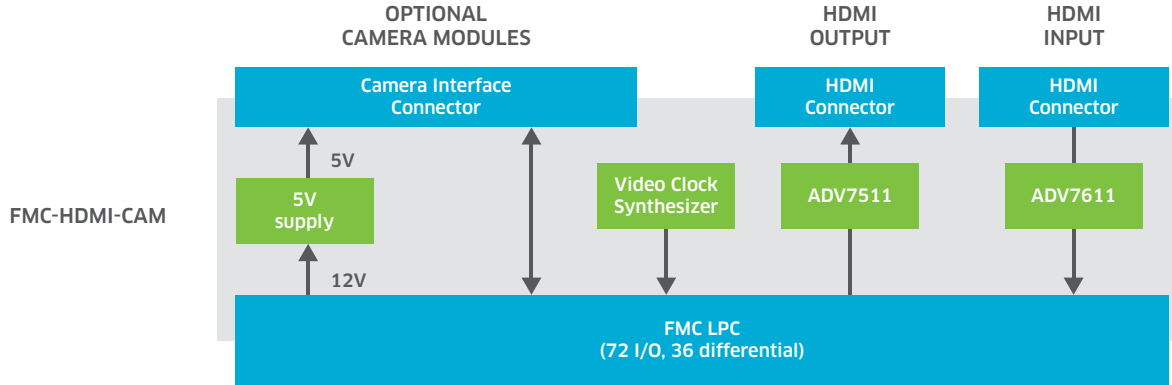 OPTIONAL
CAMERA MODULES
HDMI
OUTPUT
HDMI
INPUT
Camera Interface
Connector
HDMI
Connector
HDMI
Connector
5V
FMC-HDMI-CAM
5V
supply
Video Clock
Synthesizer
ADV7511
ADV7611
12V
FMC LPC
(72 I/O, 36 differential)